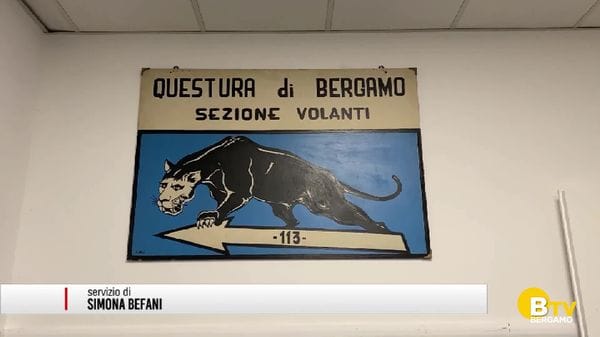 QUESTURA di BERGAMO
SEZIONE VOLANTI
-113-
servizio di
SIMONA BEFANI
BTV
BERGAMO